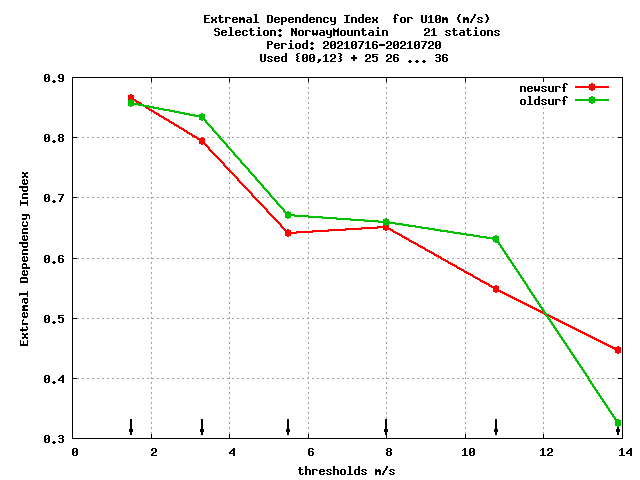 Extremal Dependency Index  for U10m (m/s)
Selection: NorwayMountain     21 stations
Period: 20210716-20210720
Used {00,12} + 25 26 ... 36
newsurf
oldsurf
0.9
0.8
0.7
0.6
0.5
0.4
0.3
Extremal Dependency Index
0 2 4 6 8 10 12 14
thresholds m/s